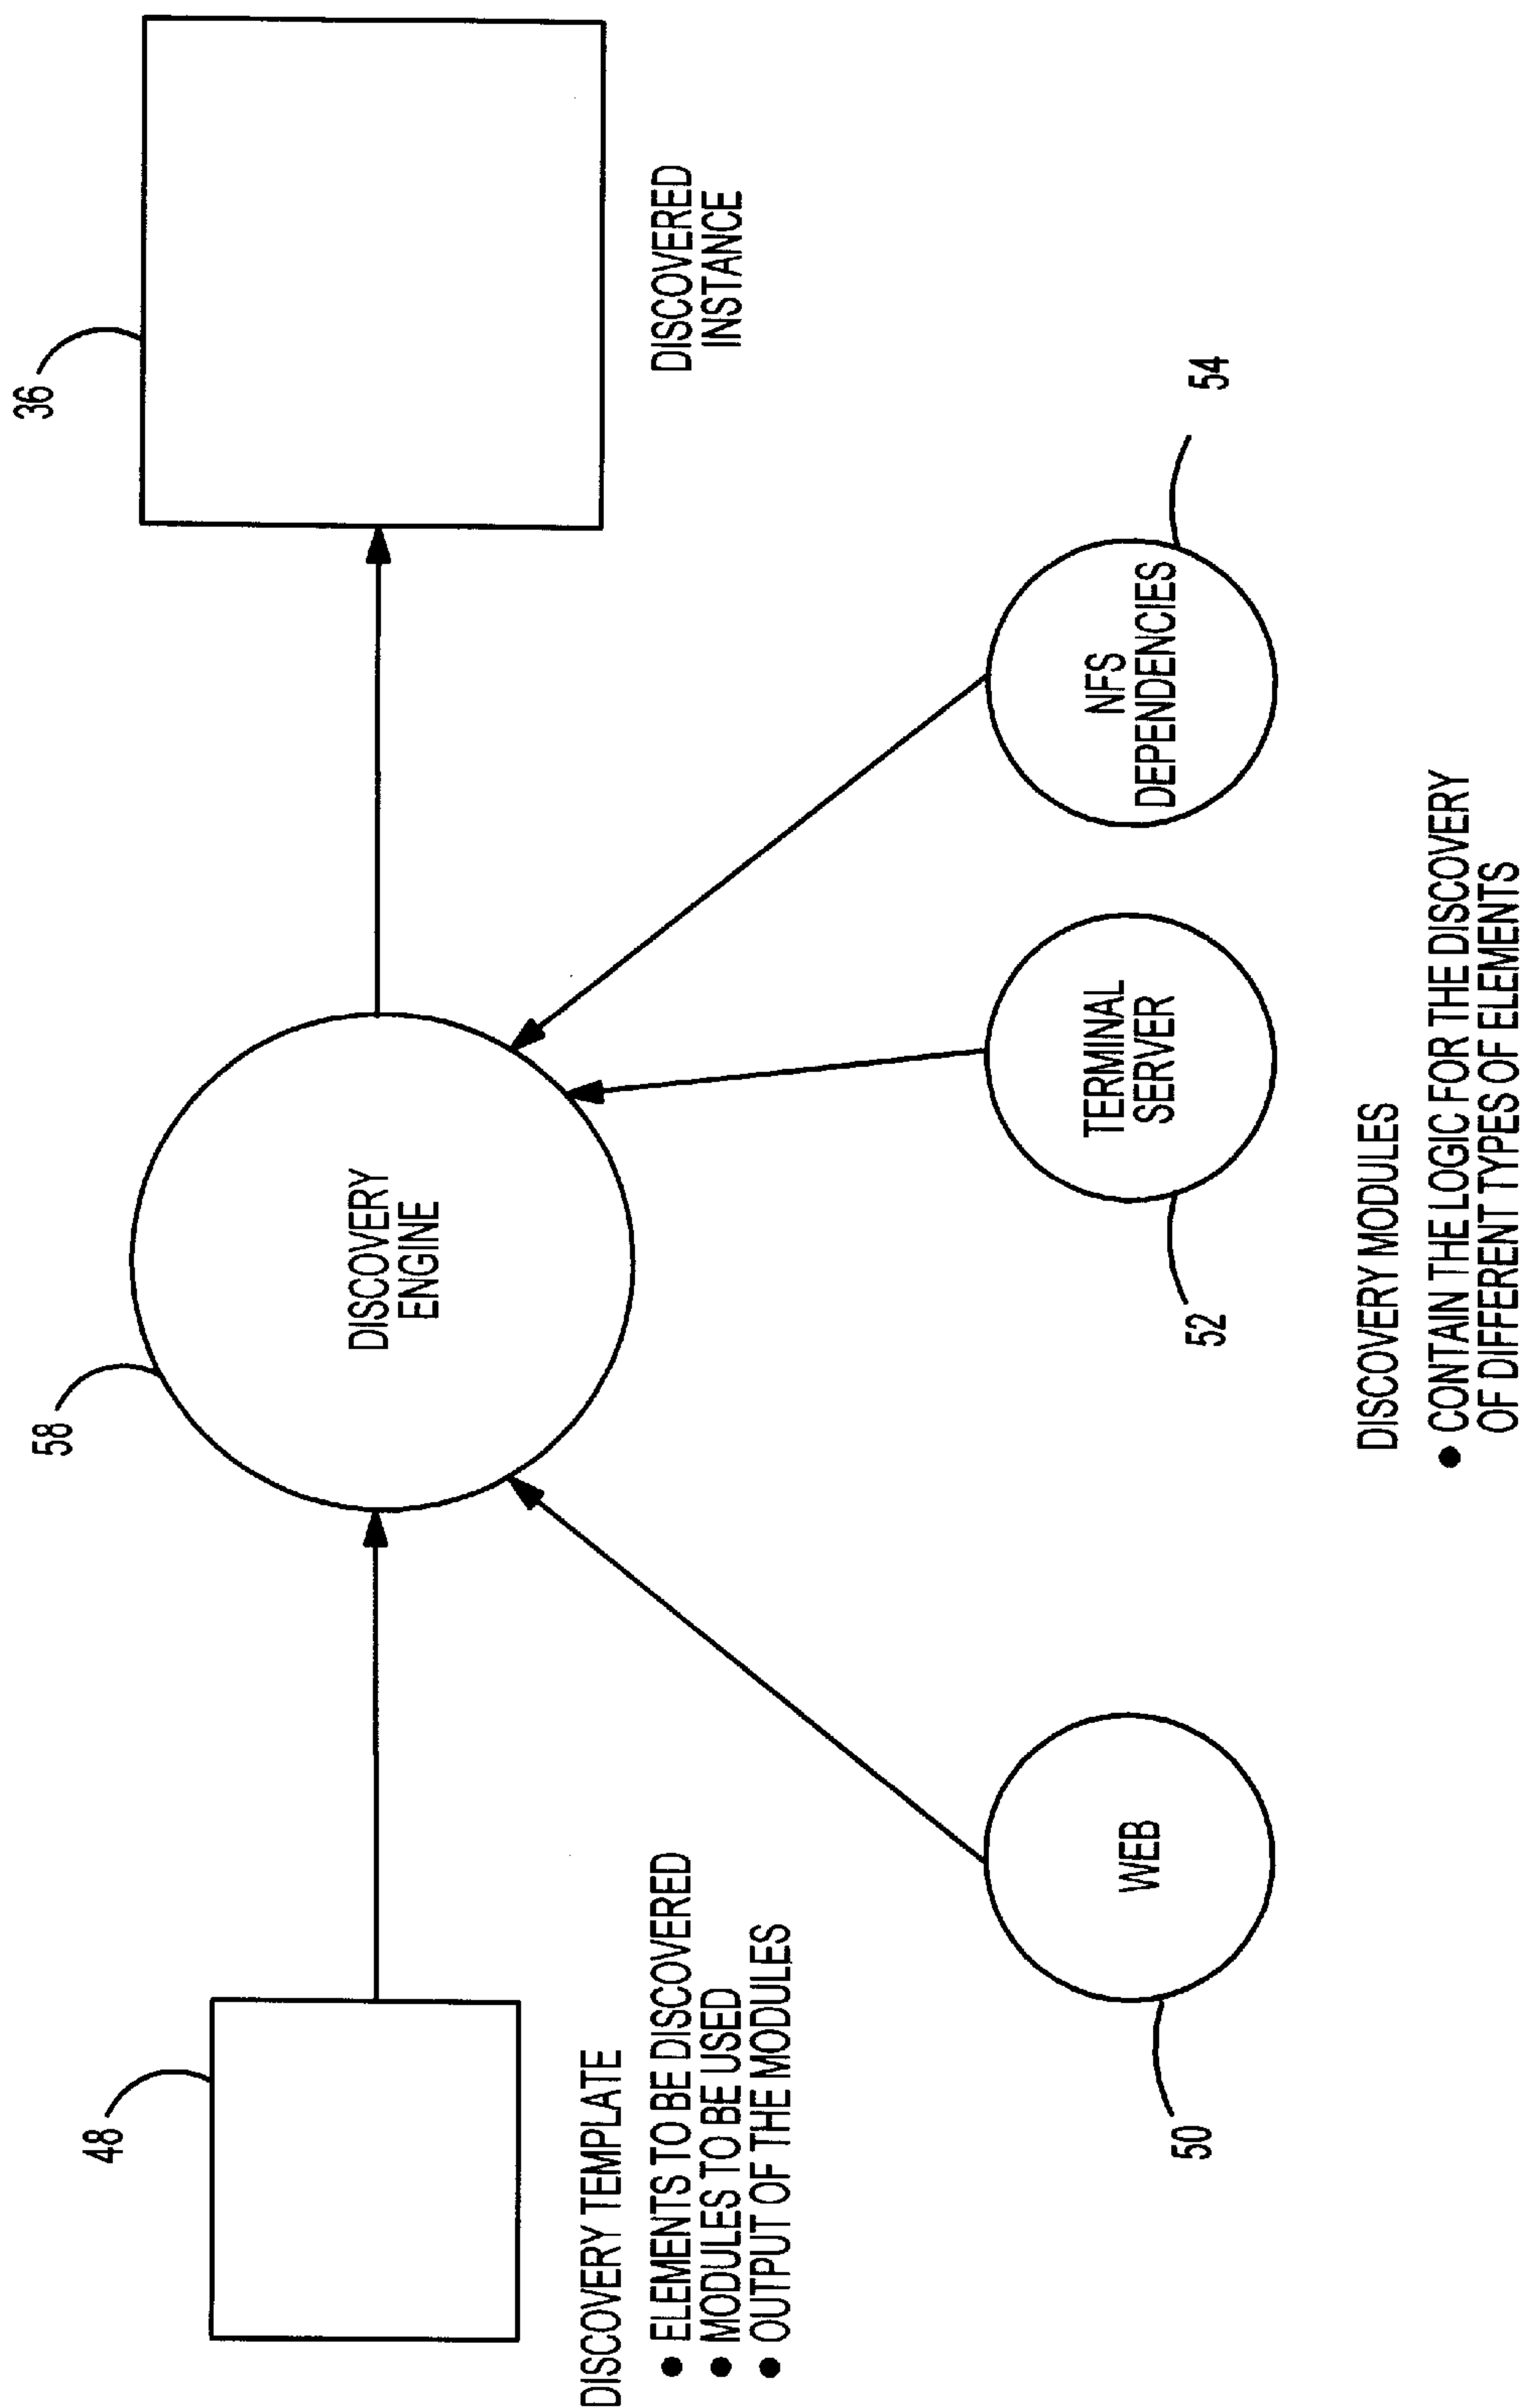 36
58
48
DISCOVERY
ENGINE
DISCOVERED
INSTANCE
DISCOVERY TEMPLATE
● ELEMENTS TO BE DISCOVERED
● MODULES TO BE USED
● OUTPUT OF THE MODULES
WEB
TERMINAL
SERVER
NFS
DEPENDENCIES
50
52
54
DISCOVERY MODULES
● CONTAIN THE LOGIC FOR THE DISCOVERY
OF DIFFERENT TYPES OF ELEMENTS